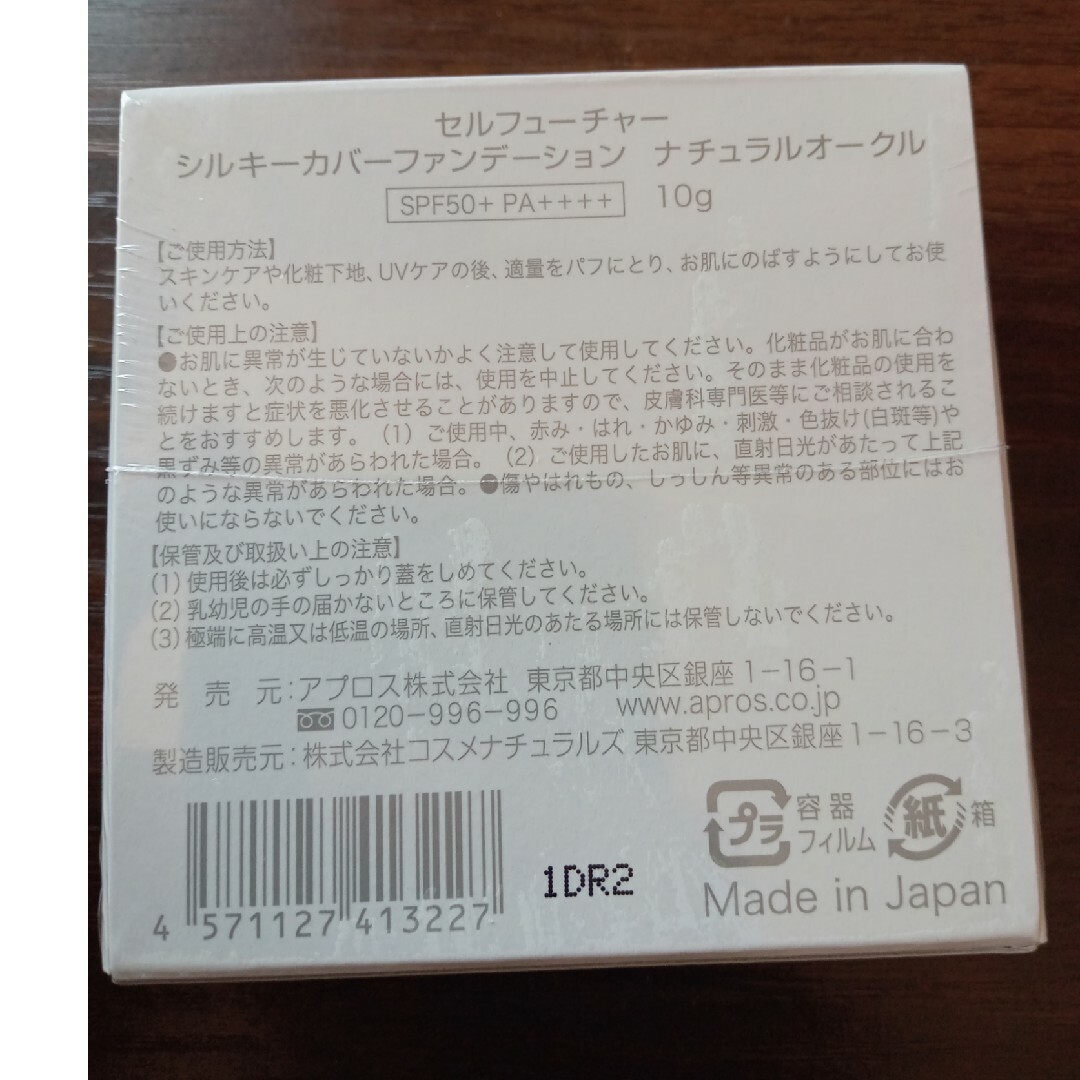 セルフューチャー
シルキーカバーファンデーション ナチュラルオークル
SPF50+ PA++++ 10g
【ご使用方法】
スキンケアや化粧下地、UVケアの後、適量をパフにとり、お肌にのばすようにしてお使
いください。
【ご使用上の注意】
●お肌に異常が生じていないかよく注意して使用してください。化粧品がお肌に合わ
ないとき、次のような場合には、使用を中止してください。そのまま化粧品の使用を
続けますと症状を悪化させることがありますので、皮膚科専門医等にご相談されるこ
とをおすすめします。(1) ご使用中、赤み・はれ・かゆみ・刺激・色抜け(白斑等)や
黒ずみ等の異常があらわれた場合。(2) ご使用したお肌に、直射日光があたって上記
のような異常があらわれた場合。●傷やはれもの、しっしん等異常のある部位にはお
使いにならないでください。
【保管及び取扱い上の注意】
(1) 使用後は必ずしっかり蓋をしめてください。
(2) 乳幼児の手の届かないところに保管してください。
(3) 極端に高温又は低温の場所、直射日光のあたる場所には保管しないでください。
発 売 元:アプロス株式会社 東京都中央区銀座1-16-1
0120-996-996 www.apros.co.jp
製造販売元:株式会社コスメナチュラルズ 東京都中央区銀座1-16-3
プラ 容器 フィルム 紙 箱
1DR2
Made in Japan
4 571127 413227